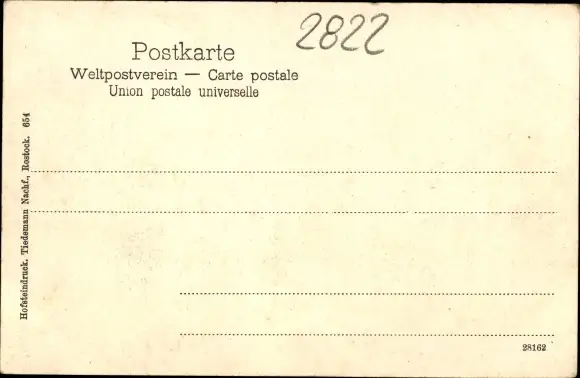 2822
Postkarte
Weltpostverein — Carte postale
Union postale universelle
Hofsteindruck. Tiedemann Nachf., Rostock. 654
28162